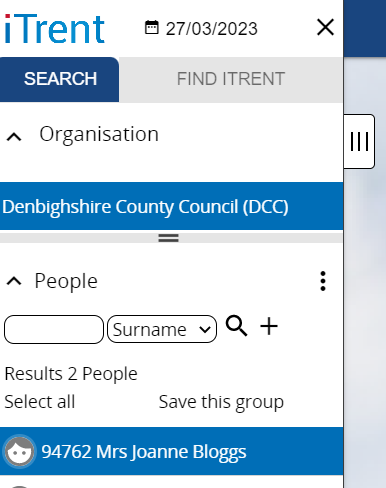 iTrent
27/03/2023
SEARCH
FIND ITRENT
Organisation
Denbighshire County Council (DCC)
People
Surname
Results 2 People
Select all
Save this group
94762 Mrs Joanne Bloggs